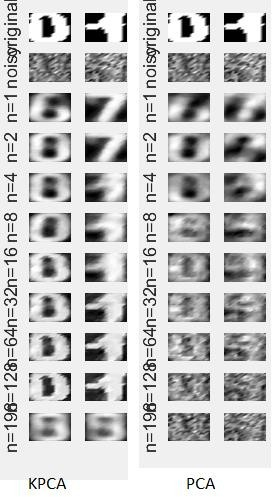 original original
noisy noisy
n=1 n=1
n=2 n=2
n=4 n=4
n=8 n=8
n=16 n=16
n=32 n=32
n=64 n=64
n=128 n=128
n=196 n=196
KPCA PCA